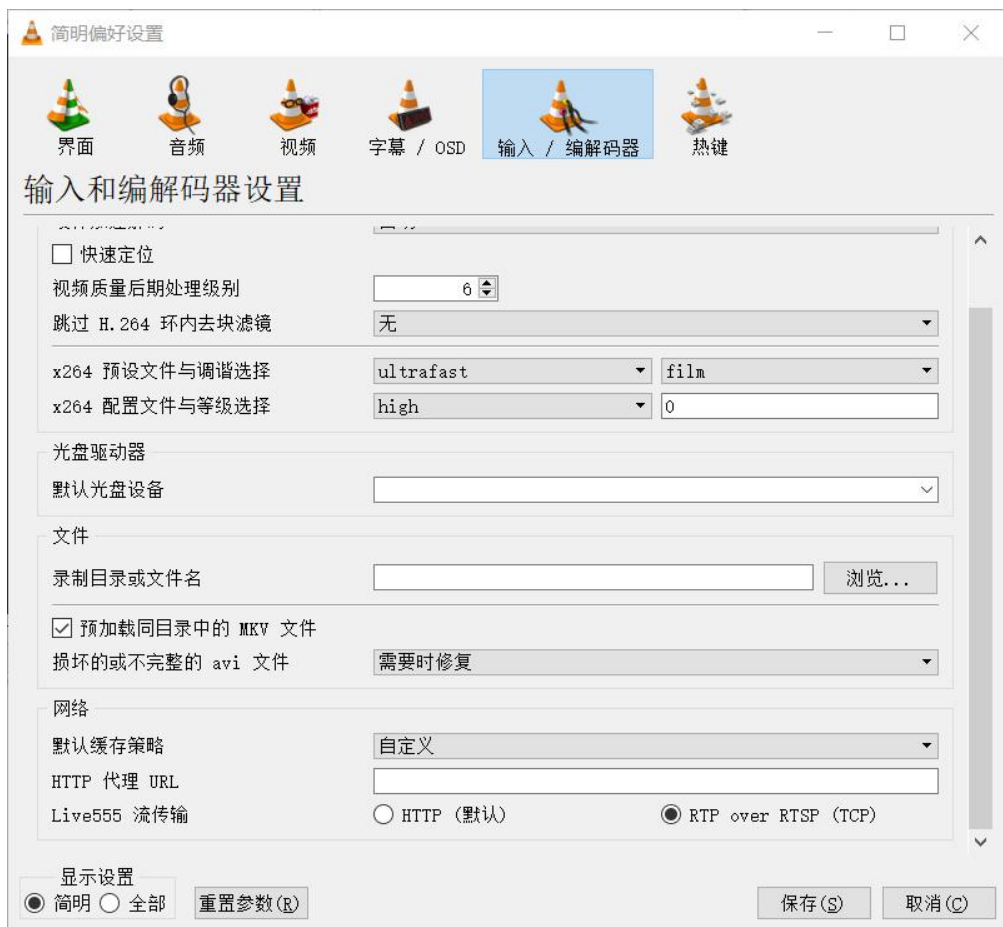 简明偏好设置
界面 音频 视频 字幕 / OSD 输入 / 编解码器 热键
输入和编解码器设置
快速定位
视频质量后期处理级别 6
跳过 H.264 环内去块滤镜 无
x264 预设文件与调谐选择 ultrafast film
x264 配置文件与等级选择 high 0
光盘驱动器
默认光盘设备
文件
录制目录或文件名 浏览...
预加载同目录中的 MKV 文件
损坏的或不完整的 avi 文件 需要时修复
网络
默认缓存策略 自定义
HTTP 代理 URL
Live555 流传输 HTTP (默认) RTP over RTSP (TCP)
显示设置
简明 全部 重置参数(R) 保存(S) 取消(C)